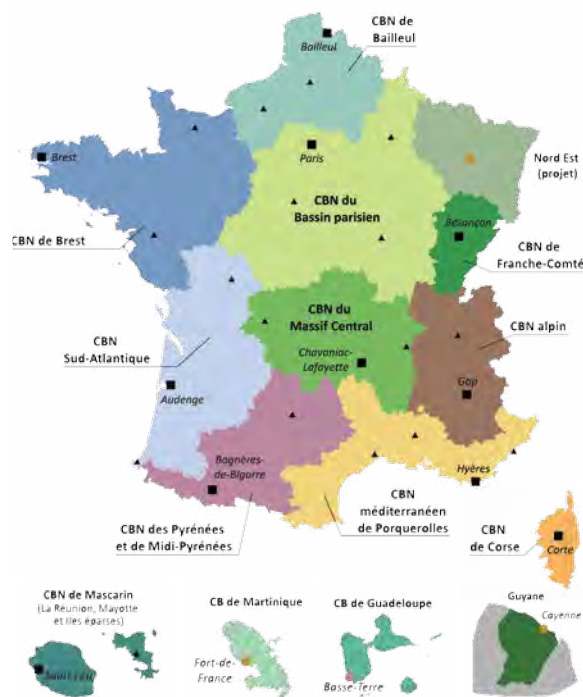 CBN de
Bailleul
Bailleul
Brest
Paris
Nord Est
(projet)
CBN du
Bassin parisien
Besançon
CBN de Brest
CBN de
Franche-Comté
CBN du
Massif Central
CBN alpin
CBN
Sud-Atlantique
Chavaniac-
Lafayette
Audenge
Gap
Bagnères-
de-Bigorre
Hyères
CBN
méditerranéen
de Porquerolles
CBN des Pyrénées
et de Midi-Pyrénées
CBN
de Corse
Corte
CBN de Mascarin
(La Réunion, Mayotte
et Iles éparses)
CB de Martinique
CB de Guadeloupe
Guyane
Cayenne
Fort-de-
France
Basse-Terre